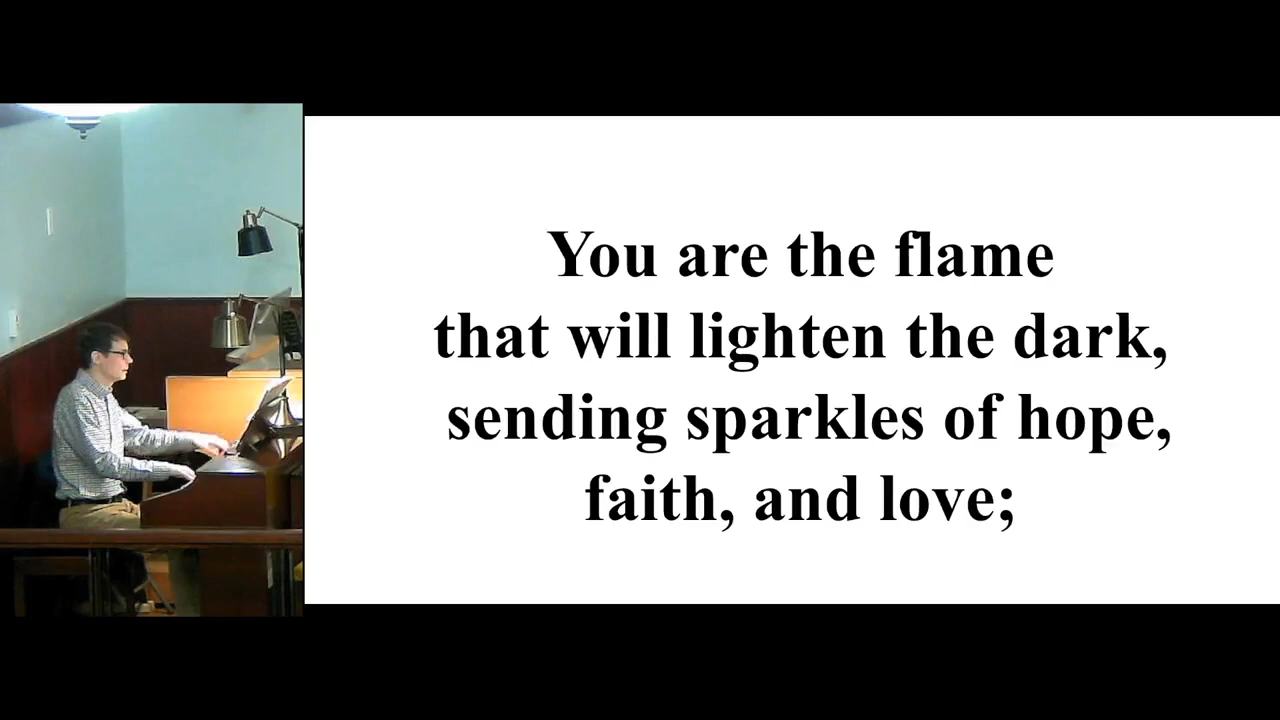 You are the flame
that will lighten the dark,
sending sparkles of hope,
faith, and love;